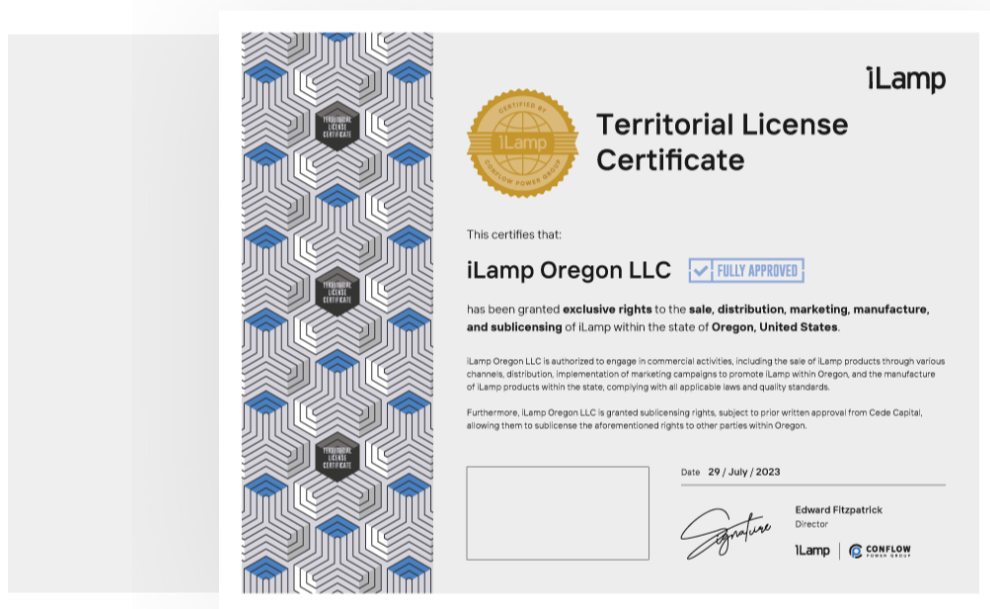 iLamp
CERTIFIED BY
iLamp
CONFLOW POWER GROUP
Territorial License
Certificate
TERRITORIAL
LICENSE
CERTIFICATE
This certifies that:
iLamp Oregon LLC
FULLY APPROVED
has been granted exclusive rights to the sale, distribution, marketing, manufacture,
and sublicensing of iLamp within the state of Oregon, United States.
TERRITORIAL
LICENSE
CERTIFICATE
iLamp Oregon LLC is authorized to engage in commercial activities, including the sale of iLamp products through various
channels, distribution, implementation of marketing campaigns to promote iLamp within Oregon, and the manufacture
of iLamp products within the state, complying with all applicable laws and quality standards.
Furthermore, iLamp Oregon LLC is granted sublicensing rights, subject to prior written approval from Cede Capital,
allowing them to sublicense the aforementioned rights to other parties within Oregon.
TERRITORIAL
LICENSE
CERTIFICATE
Date 29 / July / 2023
Signature
Edward Fitzpatrick
Director
iLamp
CONFLOW
POWER GROUP